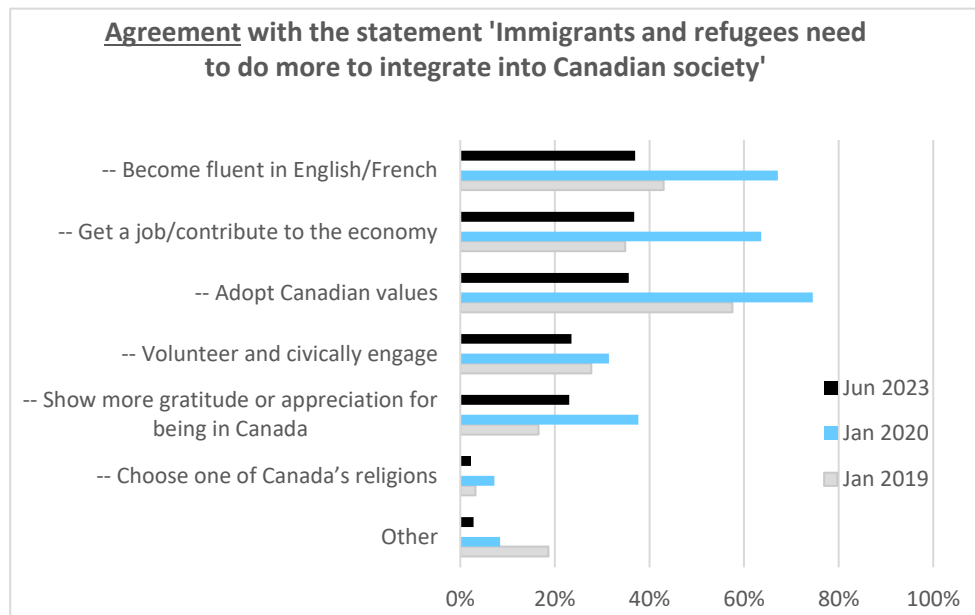 Agreement with the statement 'Immigrants and refugees need
to do more to integrate into Canadian society'
-- Become fluent in English/French
-- Get a job/contribute to the economy
-- Adopt Canadian values
-- Volunteer and civically engage
-- Show more gratitude or appreciation for
being in Canada
-- Choose one of Canada’s religions
Other
Jun 2023
Jan 2020
Jan 2019
0% 20% 40% 60% 80% 100%